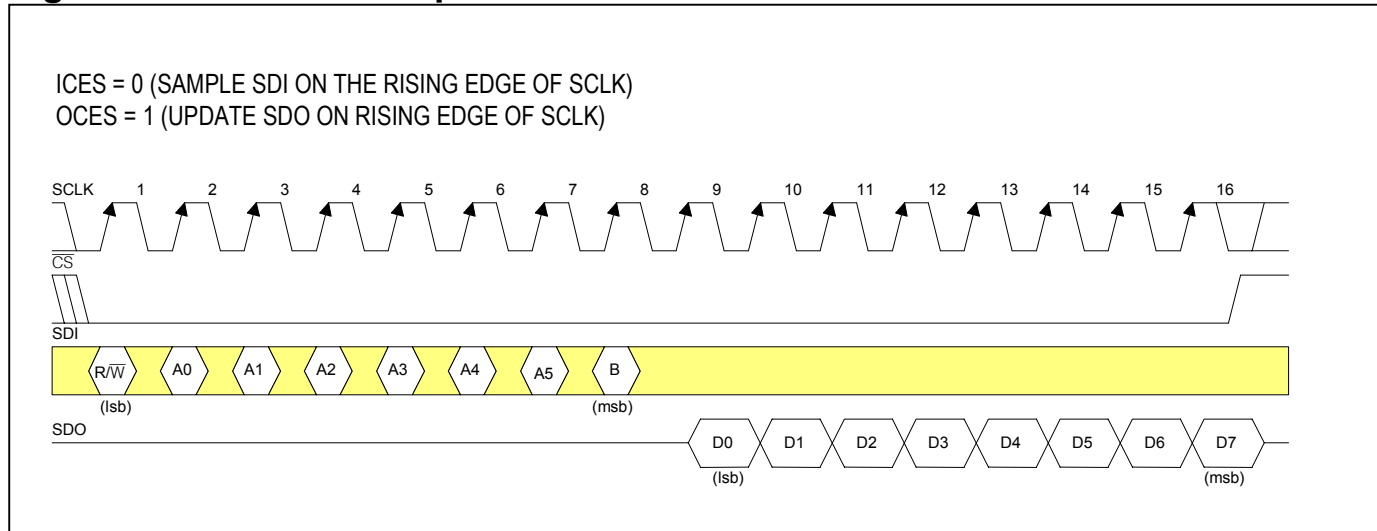 ICES = 0 (SAMPLE SDI ON THE RISING EDGE OF SCLK)
OCES = 1 (UPDATE SDO ON RISING EDGE OF SCLK)
SCLK 1 2 3 4 5 6 7 8 9 10 11 12 13 14 15 16
C̅S̅
SDI
R/W̅ A0 A1 A2 A3 A4 A5 B
(lsb) (msb)
SDO
D0 D1 D2 D3 D4 D5 D6 D7
(lsb) (msb)